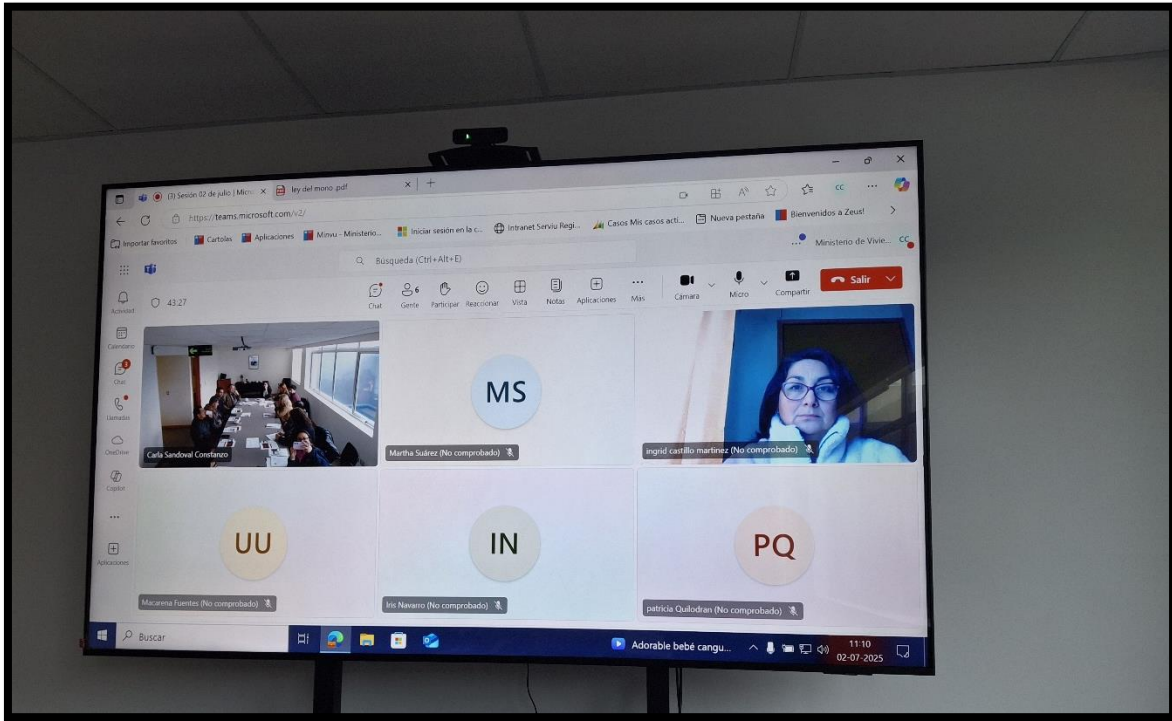 (3) Sesión 02 de julio | Micro
ley del mono .pdf
https://teams.microsoft.com/v2/
Importar favoritos
Cartolas
Aplicaciones
Minvu - Ministerio...
Iniciar sesión en la c...
Intranet Serviu Regi...
Casos Mis casos acti...
Nueva pestaña
Bienvenidos a Zeus!
Búsqueda (Ctrl+Alt+E)
Ministerio de Vivie...
CC
43:27
Chat
6
Gente
Participar
Reaccionar
Vista
Notas
Aplicaciones
Más
Cámara
Micro
Compartir
Salir
Actividad
Calendario
Chat
Llamadas
OneDrive
Copilot
Aplicaciones
Carla Sandoval Constanzo
MS
Martha Suárez (No comprobado)
ingrid castillo martinez (No comprobado)
UU
Macarena Fuentes (No comprobado)
IN
Iris Navarro (No comprobado)
PQ
patricia Quilodran (No comprobado)
Buscar
Adorable bebé cangu...
11:10
02-07-2025